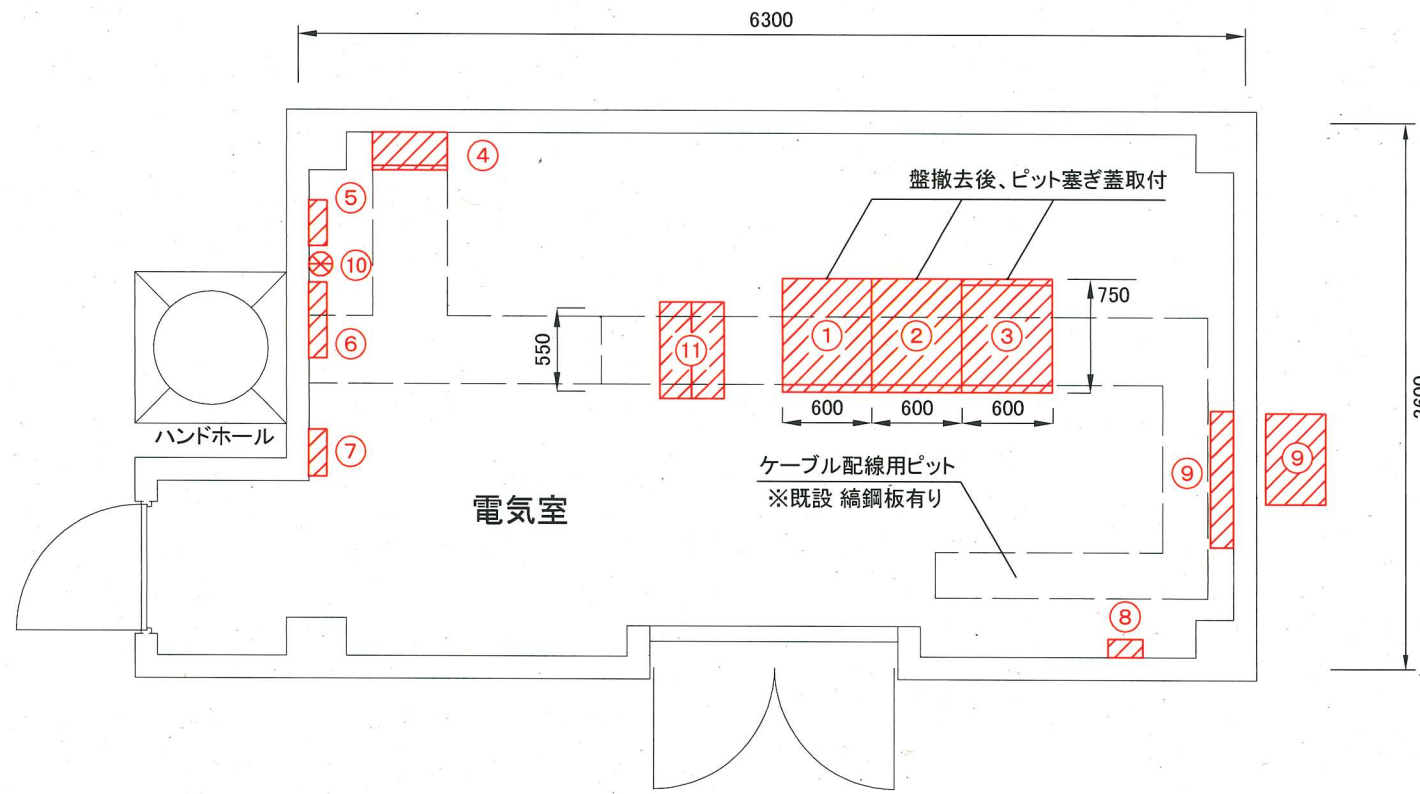 6300
④
盤撤去後、ピット塞ぎ蓋取付
⑤
⑩
750
① ② ③
⑥
⑪
550
600 600 600
ハンドホール
⑦
ケーブル配線用ピット
※既設 縞鋼板有り
⑨
⑨
電気室
⑧